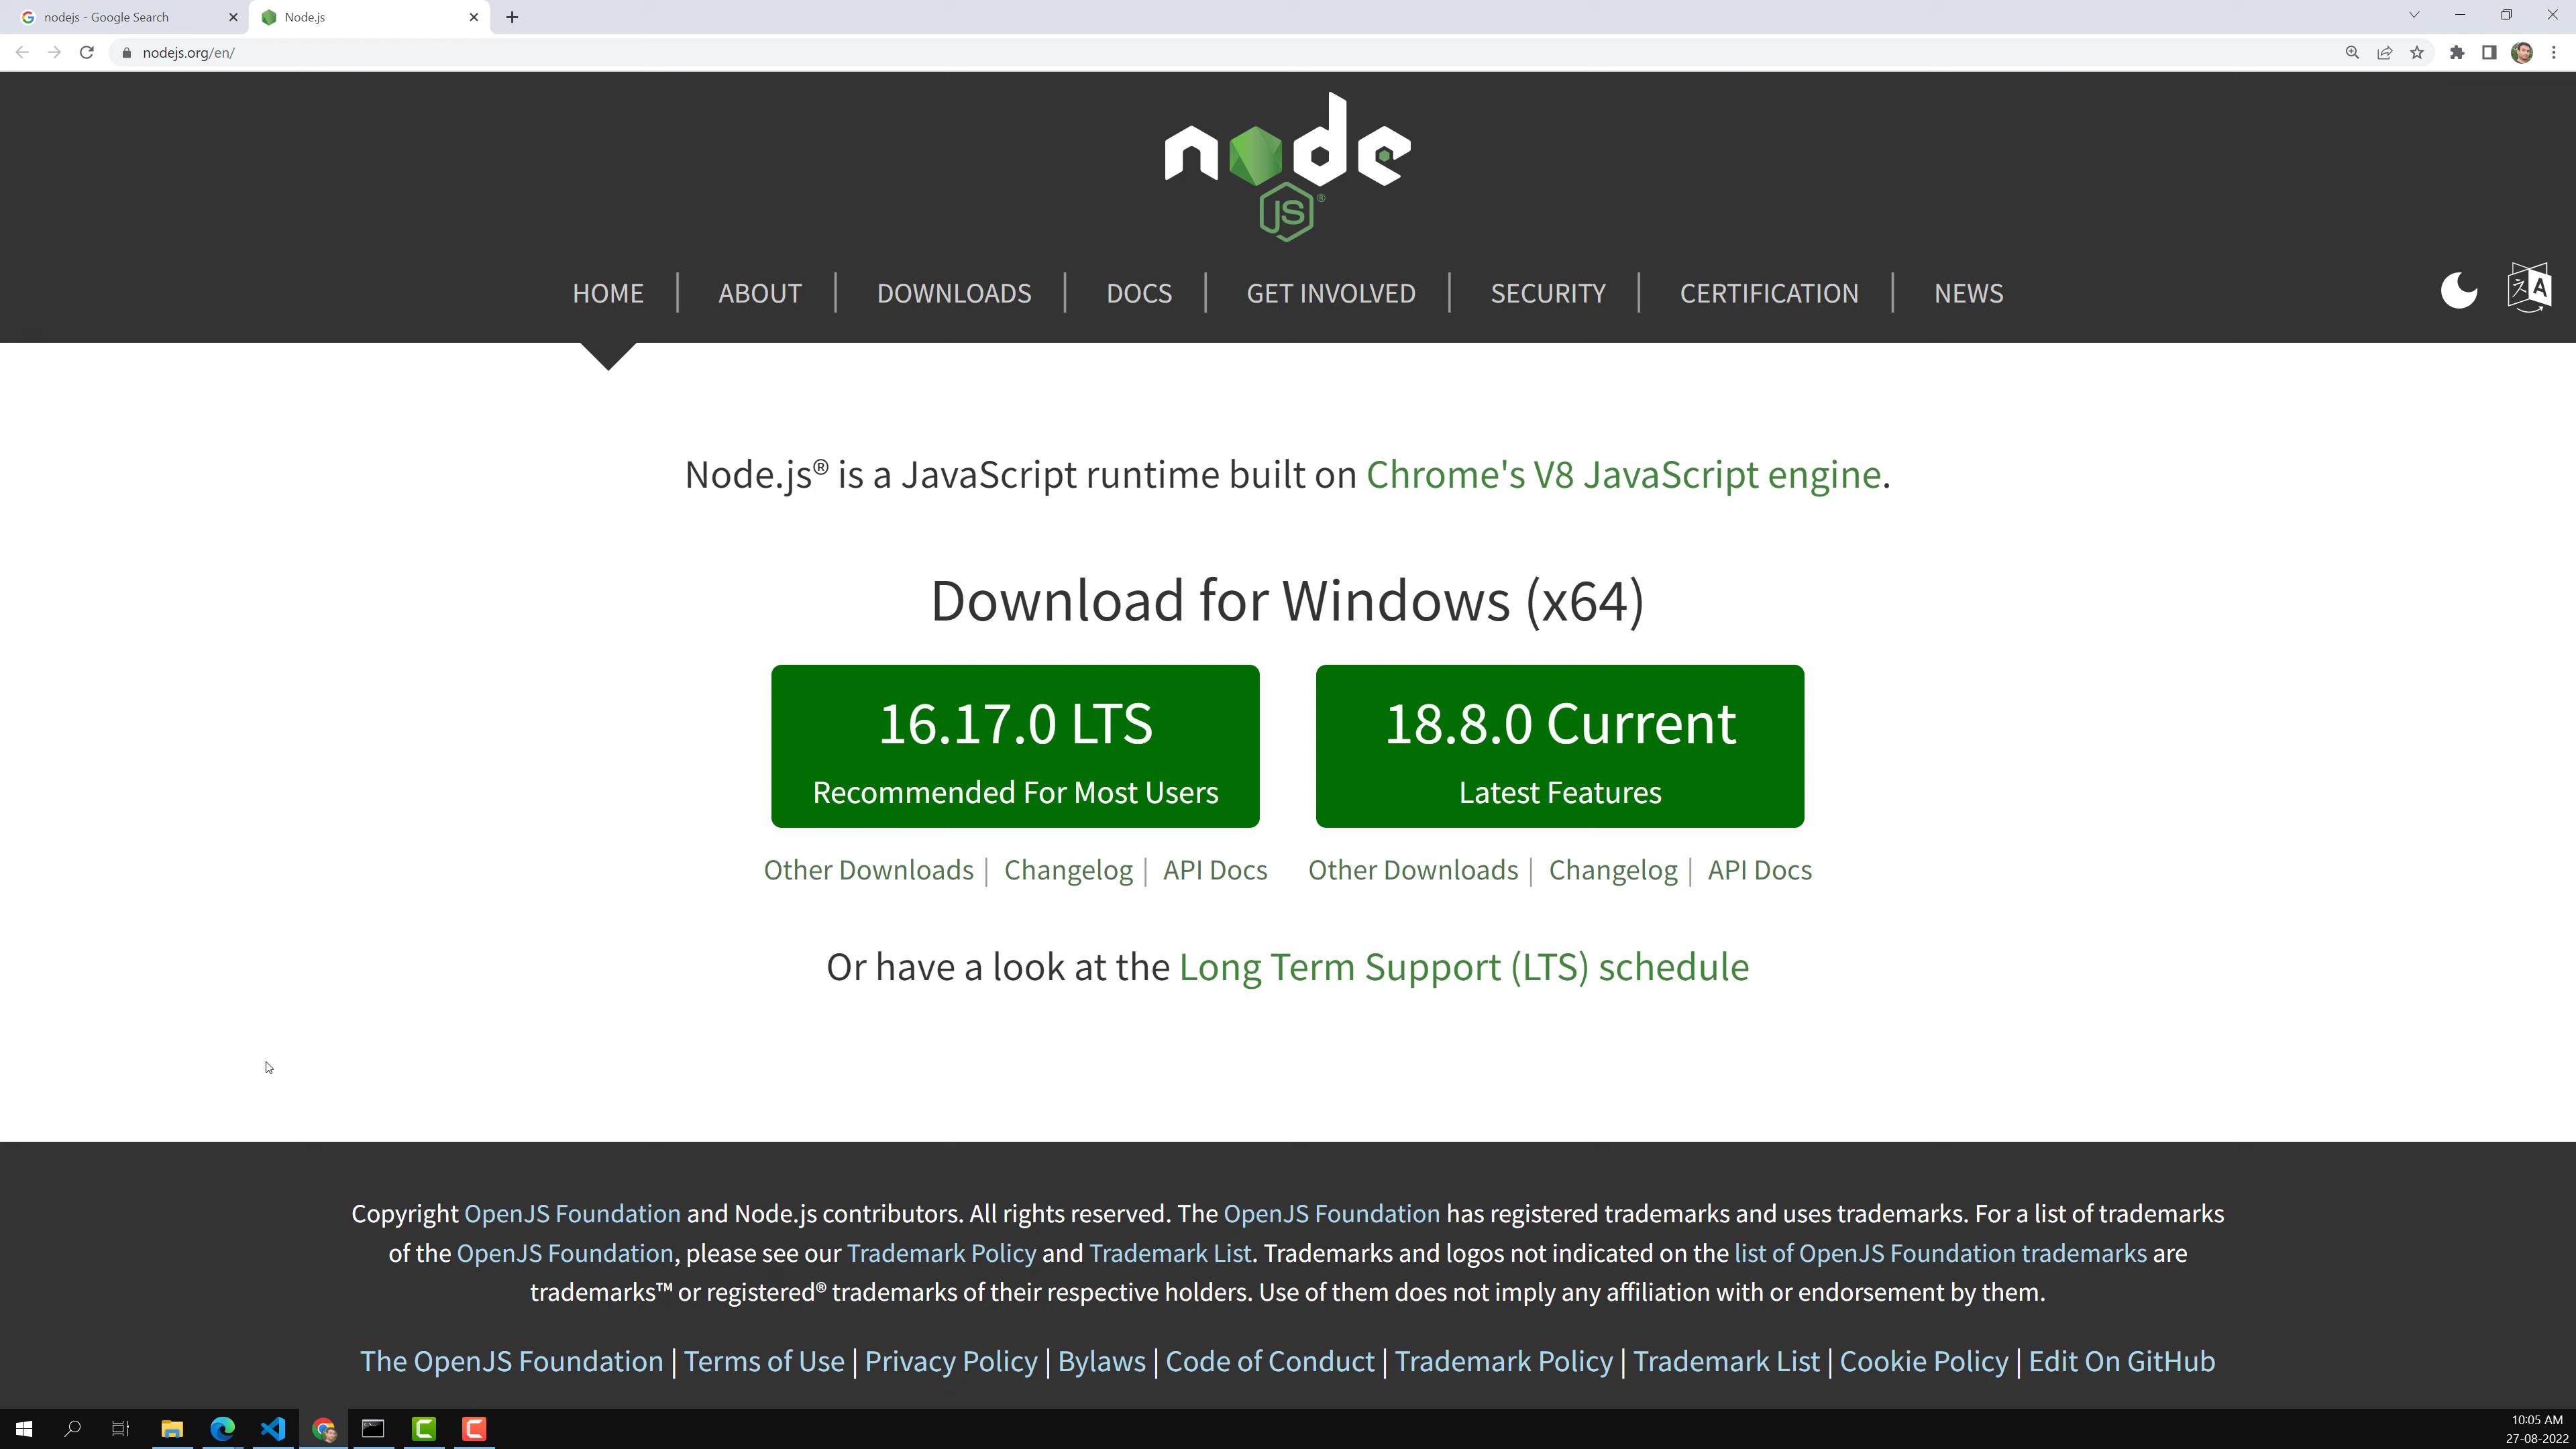 nodejs - Google Search
Node.js
nodejs.org/en/
node
JS®
HOME | ABOUT | DOWNLOADS | DOCS | GET INVOLVED | SECURITY | CERTIFICATION | NEWS
Node.js® is a JavaScript runtime built on Chrome's V8 JavaScript engine.
Download for Windows (x64)
16.17.0 LTS
Recommended For Most Users
18.8.0 Current
Latest Features
Other Downloads | Changelog | API Docs
Other Downloads | Changelog | API Docs
Or have a look at the Long Term Support (LTS) schedule
Copyright OpenJS Foundation and Node.js contributors. All rights reserved. The OpenJS Foundation has registered trademarks and uses trademarks. For a list of trademarks
of the OpenJS Foundation, please see our Trademark Policy and Trademark List. Trademarks and logos not indicated on the list of OpenJS Foundation trademarks are
trademarks™ or registered® trademarks of their respective holders. Use of them does not imply any affiliation with or endorsement by them.
The OpenJS Foundation | Terms of Use | Privacy Policy | Bylaws | Code of Conduct | Trademark Policy | Trademark List | Cookie Policy | Edit On GitHub
10:05 AM
27-08-2022